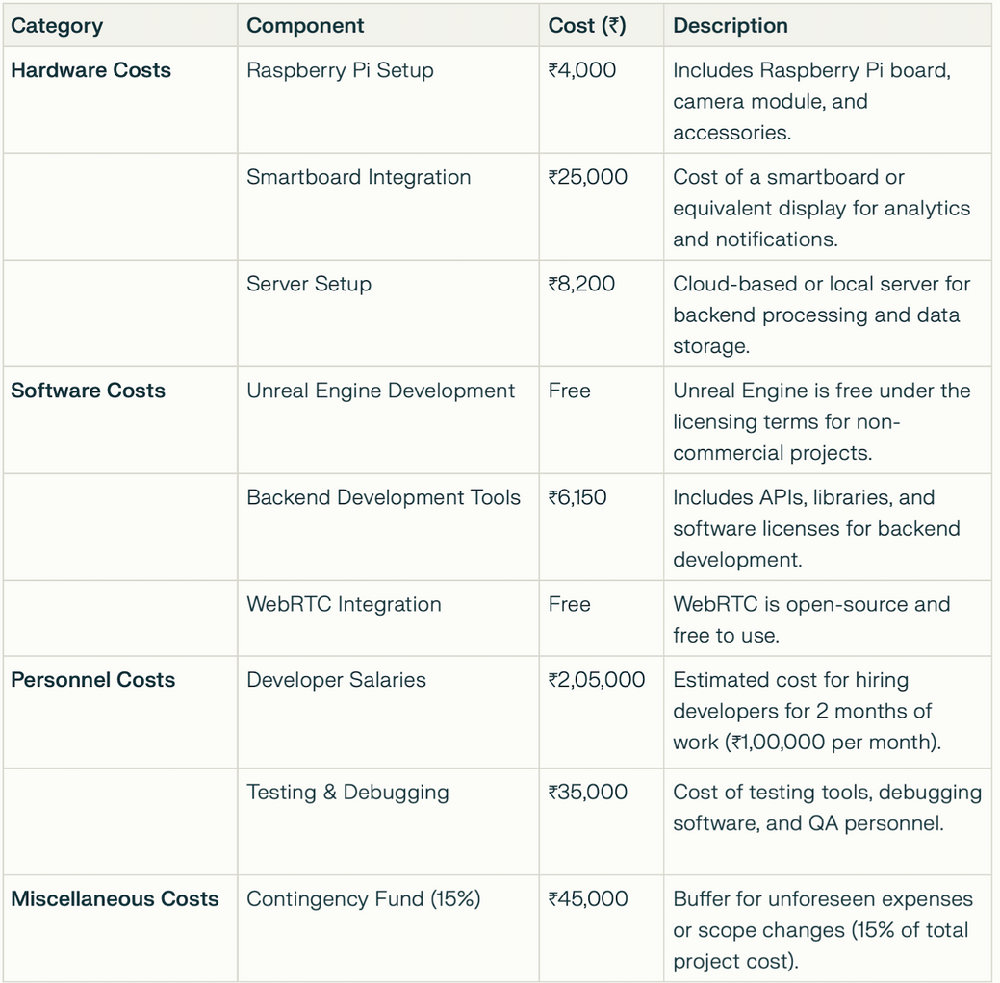 Category Component Cost (₹) Description
Hardware Costs Raspberry Pi Setup ₹4,000 Includes Raspberry Pi board,
camera module, and
accessories.
Smartboard Integration ₹25,000 Cost of a smartboard or
equivalent display for analytics
and notifications.
Server Setup ₹8,200 Cloud-based or local server for
backend processing and data
storage.
Software Costs Unreal Engine Development Free Unreal Engine is free under the
licensing terms for non-
commercial projects.
Backend Development Tools ₹6,150 Includes APIs, libraries, and
software licenses for backend
development.
WebRTC Integration Free WebRTC is open-source and
free to use.
Personnel Costs Developer Salaries ₹2,05,000 Estimated cost for hiring
developers for 2 months of
work (₹1,00,000 per month).
Testing & Debugging ₹35,000 Cost of testing tools, debugging
software, and QA personnel.
Miscellaneous Costs Contingency Fund (15%) ₹45,000 Buffer for unforeseen expenses
or scope changes (15% of total
project cost).